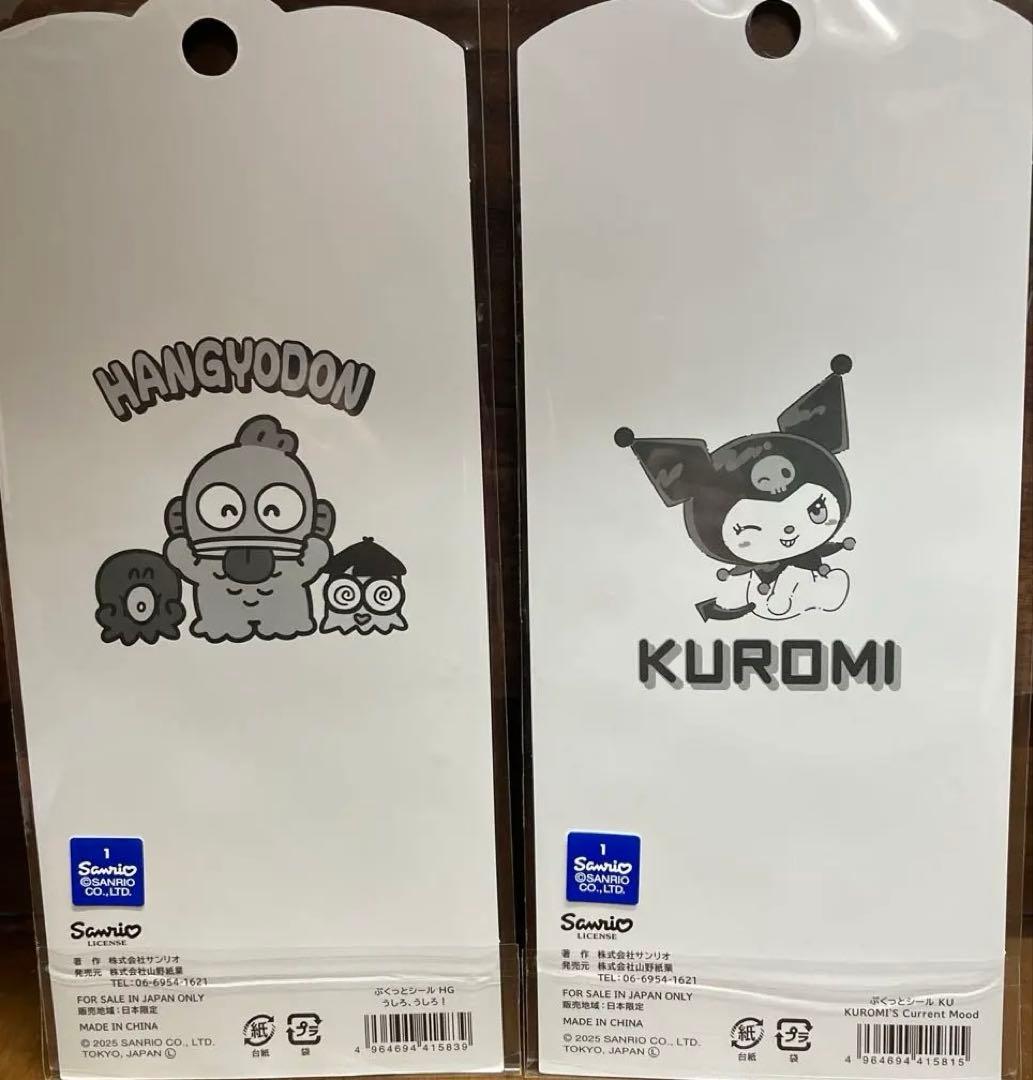 HANGYODON
1
Sanrio
©SANRIO
CO.,LTD.
Sanrio
LICENSE
著 作 株式会社サンリオ
発売元 株式会社山野紙業
TEL:06-6954-1621
FOR SALE IN JAPAN ONLY
販売地域:日本限定
MADE IN CHINA
© 2025 SANRIO CO., LTD.
TOKYO, JAPAN Ⓛ
紙
台紙
プラ
袋
ぷくっとシール HG
うしろ、うしろ!
4 964694 415839
KUROMI
1
Sanrio
©SANRIO
CO.,LTD.
Sanrio
LICENSE
著 作 株式会社サンリオ
発売元 株式会社山野紙業
TEL:06-6954-1621
FOR SALE IN JAPAN ONLY
販売地域:日本限定
MADE IN CHINA
© 2025 SANRIO CO., LTD.
TOKYO, JAPAN Ⓛ
紙
台紙
プラ
袋
ぷくっとシール KU
KUROMI'S Current Mood
4 964694 415815